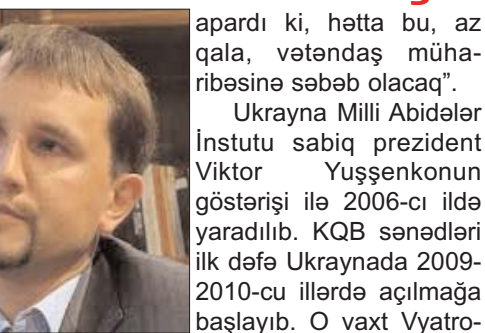 apardı ki, hətta bu, az
qala, vətəndaş müha-
ribəsinə səbəb olacaq”.
Ukrayna Milli Abidələr
İnstutu sabiq prezident
Viktor Yuşşenkonun
göstərişi ilə 2006-cı ildə
yaradılıb. KQB sənədləri
ilk dəfə Ukraynada 2009-
2010-cu illərdə açılmağa
başlayıb. O vaxt Vyatro-